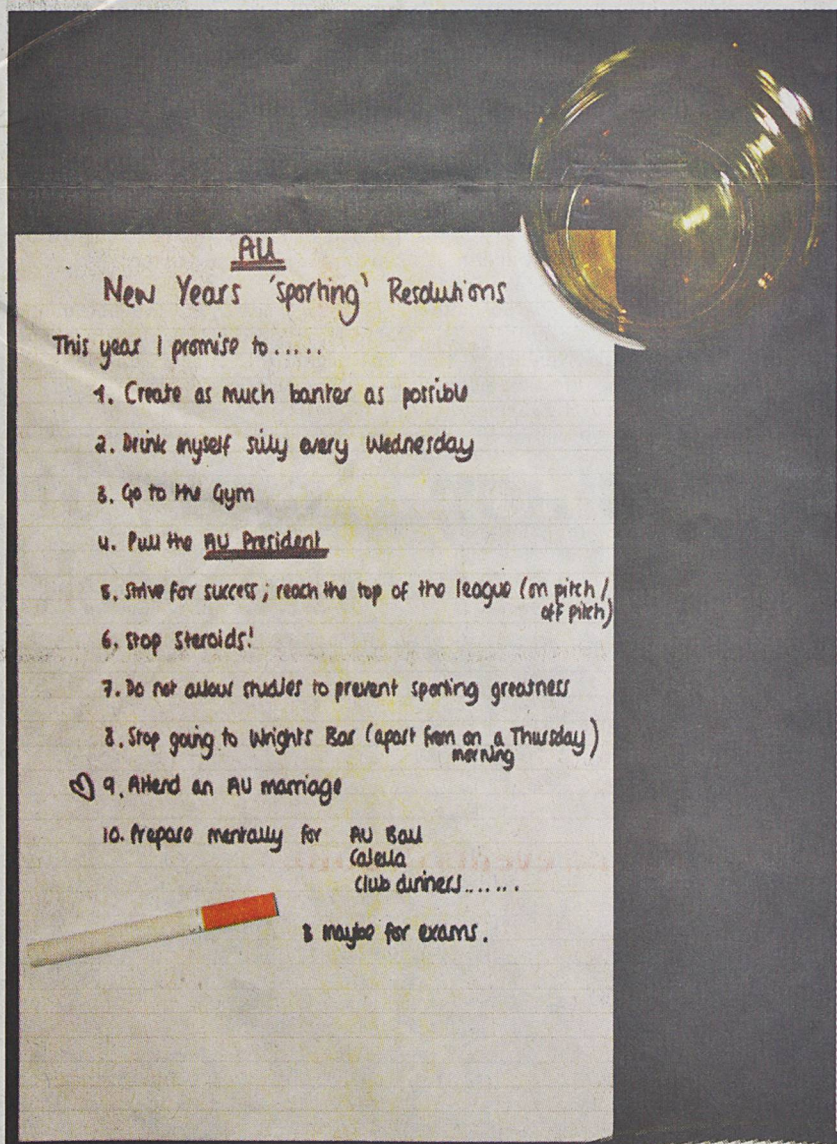 AU
New Years 'sporting' Resolutions
This year I promise to.....
1. Create as much banter as possible
2. Drink myself silly every Wednesday
3. Go to the Gym
4. Pull the AU President
5. Strive for success; reach the top of the league (on pitch/
off pitch)
6. Stop Steroids!
7. Do not allow studies to prevent sporting greatness
8. Stop going to Wrights Bar (apart from on a Thursday)
morning
9. Attend an AU marriage
10. Prepare mentally for AU Ball
Calella
club dinners.......
& maybe for exams.